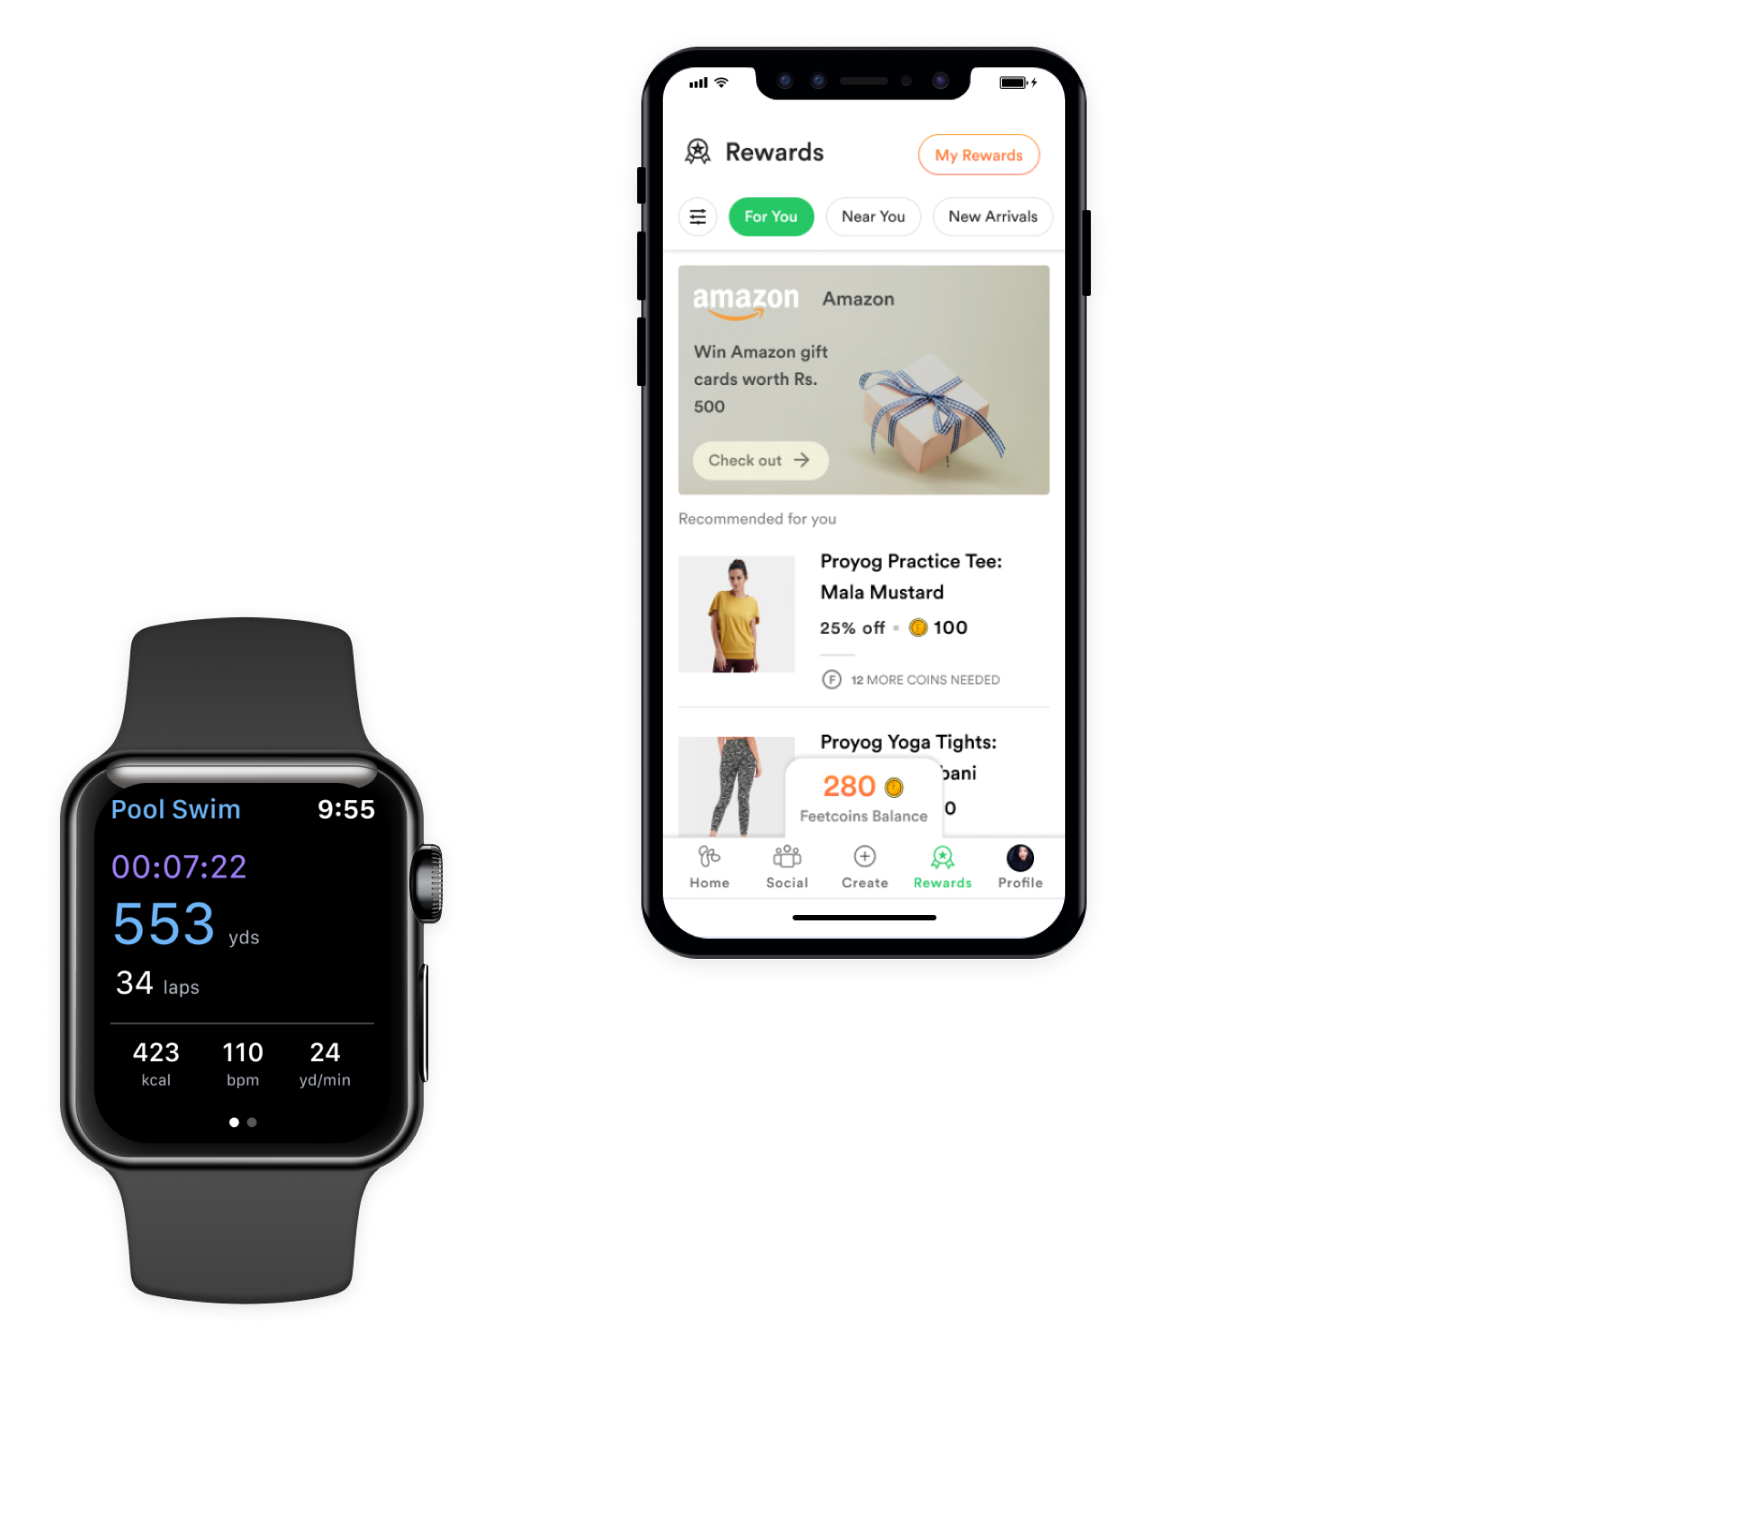 Rewards
My Rewards
For You
Near You
New Arrivals
amazon
Amazon
Win Amazon gift
cards worth Rs.
500
Check out
Recommended for you
Proyog Practice Tee:
Mala Mustard
25% off • 100
F 12 MORE COINS NEEDED
Proyog Yoga Tights:
bani
0
280
Feetcoins Balance
Home
Social
Create
Rewards
Profile
Pool Swim
9:55
00:07:22
553 yds
34 laps
423
110
24
kcal
bpm
yd/min